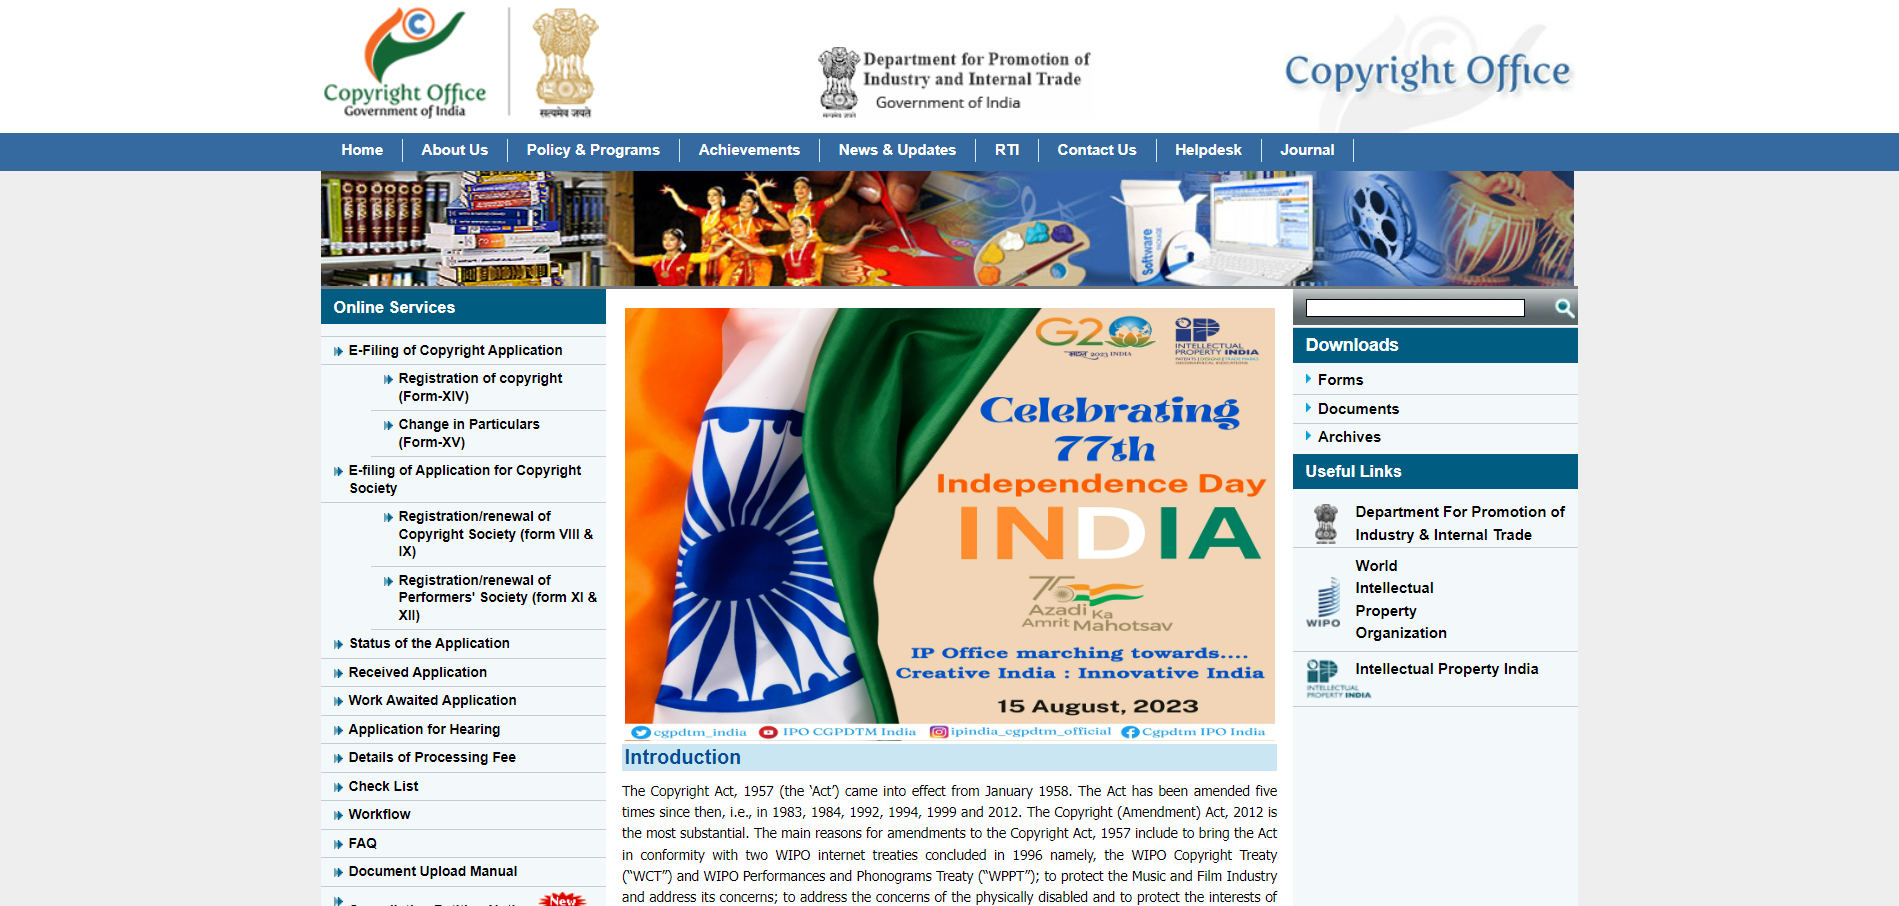 Copyright Office
Government of India
सत्यमेव जयते
Department for Promotion of
Industry and Internal Trade
Government of India
सत्यमेव जयते
Copyright Office
Home
About Us
Policy & Programs
Achievements
News & Updates
RTI
Contact Us
Helpdesk
Journal
Software
PACKAGE
Online Services
E-Filing of Copyright Application
Registration of copyright
(Form-XIV)
Change in Particulars
(Form-XV)
E-filing of Application for Copyright
Society
Registration/renewal of
Copyright Society (form VIII &
IX)
Registration/renewal of
Performers' Society (form XI &
XII)
Status of the Application
Received Application
Work Awaited Application
Application for Hearing
Details of Processing Fee
Check List
Workflow
FAQ
Document Upload Manual
New
G20
भारत 2023 INDIA
INTELLECTUAL
PROPERTY INDIA
Celebrating
77th
Independence Day
INDIA
75
Azadi Ka
Amrit Mahotsav
IP Office marching towards....
Creative India : Innovative India
15 August, 2023
cgpdtm_india
IPO CGPDTM India
ipindia_cgpdtm_official
Cgpdtm IPO India
Introduction
The Copyright Act, 1957 (the ‘Act’) came into effect from January 1958. The Act has been amended five
times since then, i.e., in 1983, 1984, 1992, 1994, 1999 and 2012. The Copyright (Amendment) Act, 2012 is
the most substantial. The main reasons for amendments to the Copyright Act, 1957 include to bring the Act
in conformity with two WIPO internet treaties concluded in 1996 namely, the WIPO Copyright Treaty
(“WCT”) and WIPO Performances and Phonograms Treaty (“WPPT”); to protect the Music and Film Industry
and address its concerns; to address the concerns of the physically disabled and to protect the interests of
Downloads
Forms
Documents
Archives
Useful Links
Department For Promotion of
Industry & Internal Trade
WIPO
World
Intellectual
Property
Organization
INTELLECTUAL
PROPERTY INDIA
Intellectual Property India